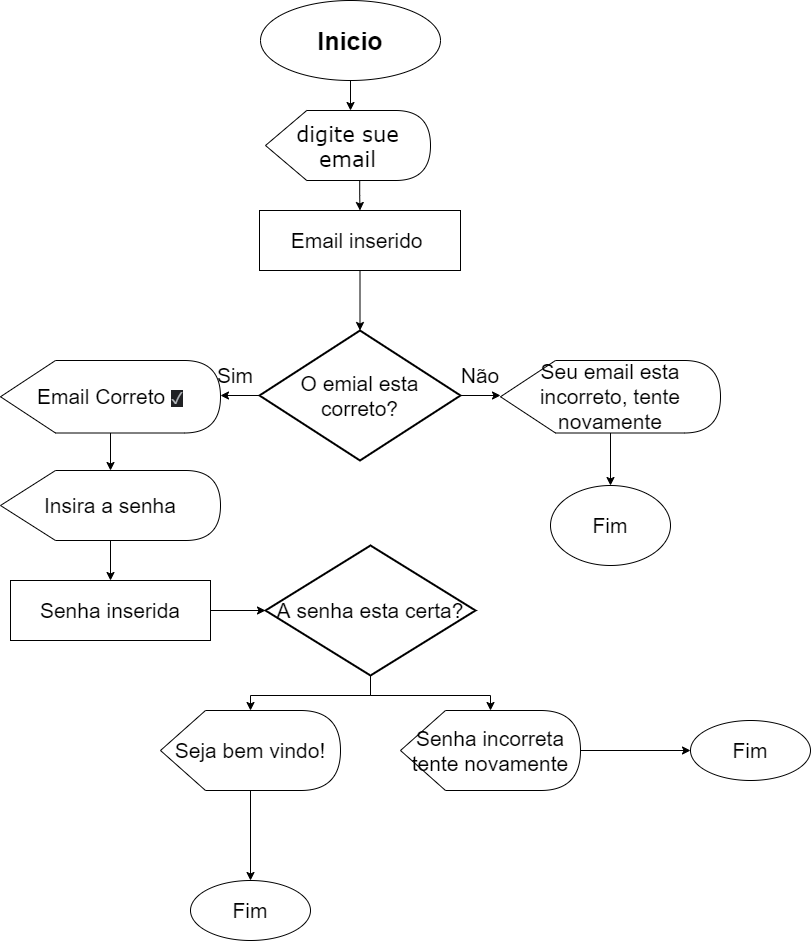 Inicio
digite sue
email
Email inserido
O emial esta
correto?
Sim
Não
Email Correto ✓
Seu email esta
incorreto, tente
novamente
Insira a senha
Fim
Senha inserida
A senha esta certa?
Seja bem vindo!
Senha incorreta
tente novamente
Fim
Fim